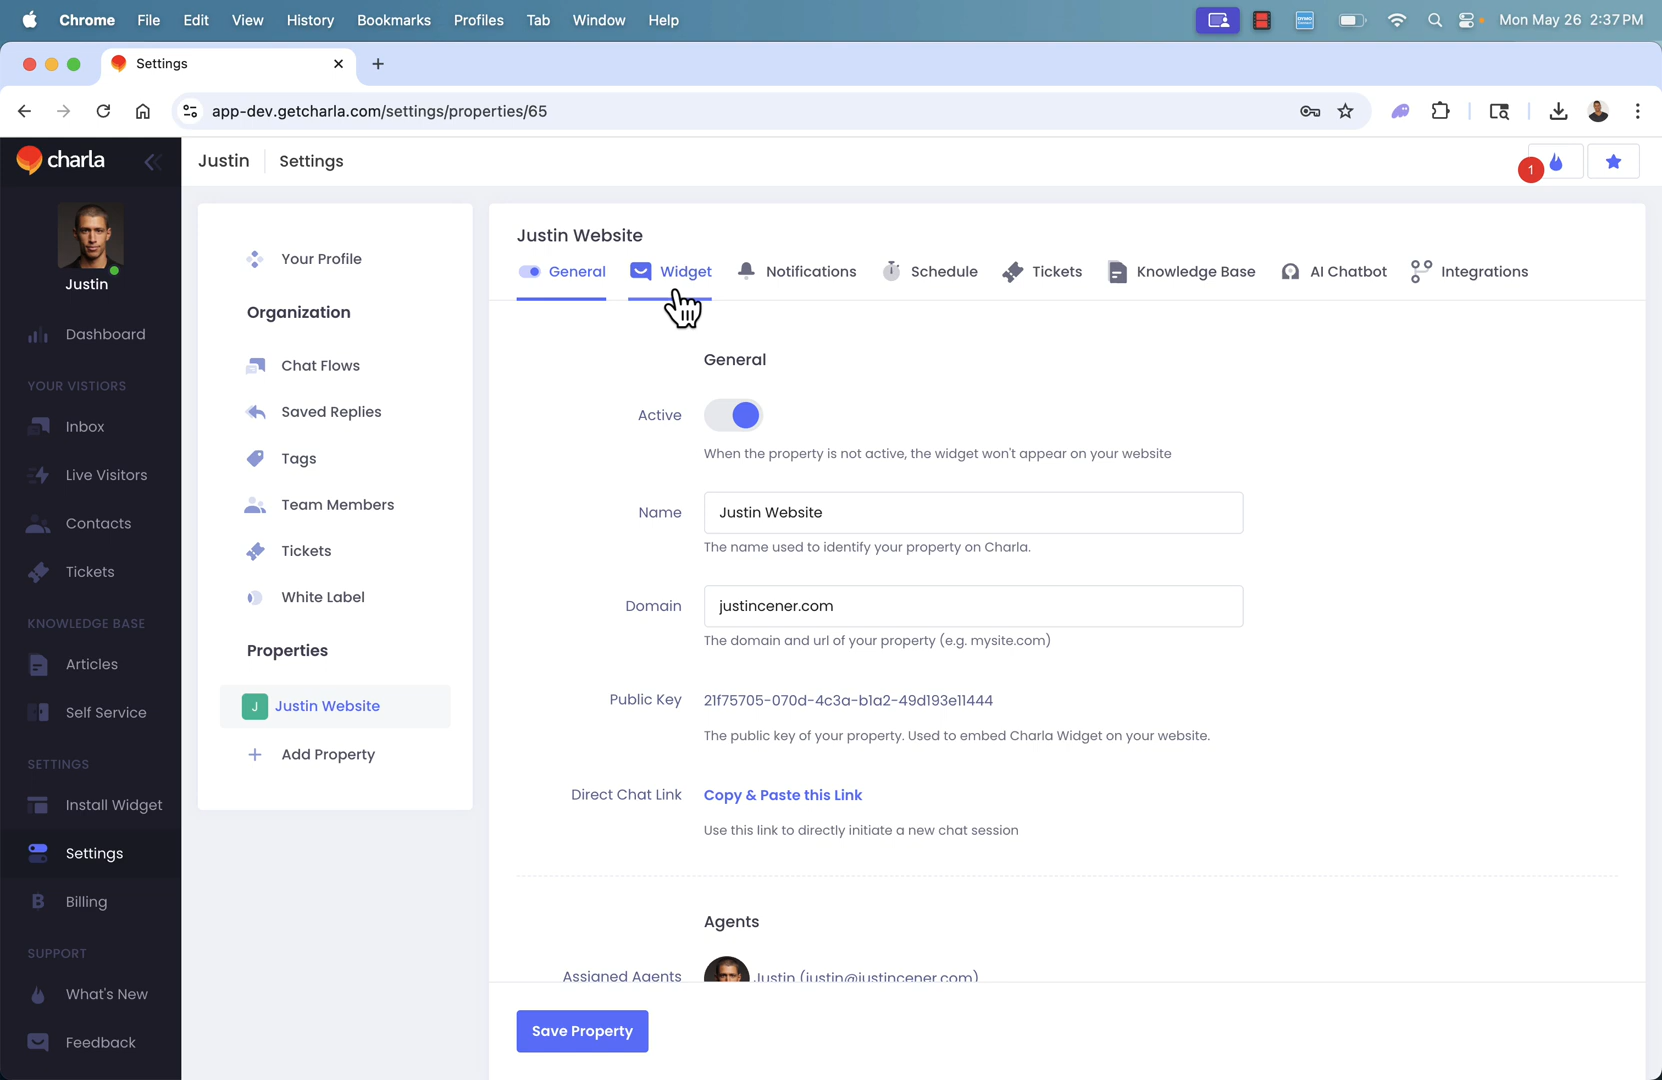 Chrome File Edit View History Bookmarks Profiles Tab Window Help Mon May 26 2:37 PM
Settings
app-dev.getcharla.com/settings/properties/65
charla
Justin
Dashboard
YOUR VISTIORS
Inbox
Live Visitors
Contacts
Tickets
KNOWLEDGE BASE
Articles
Self Service
SETTINGS
Install Widget
Settings
Billing
SUPPORT
What's New
Feedback
Justin Settings
1
Your Profile
Organization
Chat Flows
Saved Replies
Tags
Team Members
Tickets
White Label
Properties
J Justin Website
Add Property
Justin Website
General Widget Notifications Schedule Tickets Knowledge Base AI Chatbot Integrations
General
Active
When the property is not active, the widget won't appear on your website
Name Justin Website
The name used to identify your property on Charla.
Domain justincener.com
The domain and url of your property (e.g. mysite.com)
Public Key 21f75705-070d-4c3a-b1a2-49d193e11444
The public key of your property. Used to embed Charla Widget on your website.
Direct Chat Link Copy & Paste this Link
Use this link to directly initiate a new chat session
Agents
Assigned Agents Justin (justin@justincener.com)
Save Property